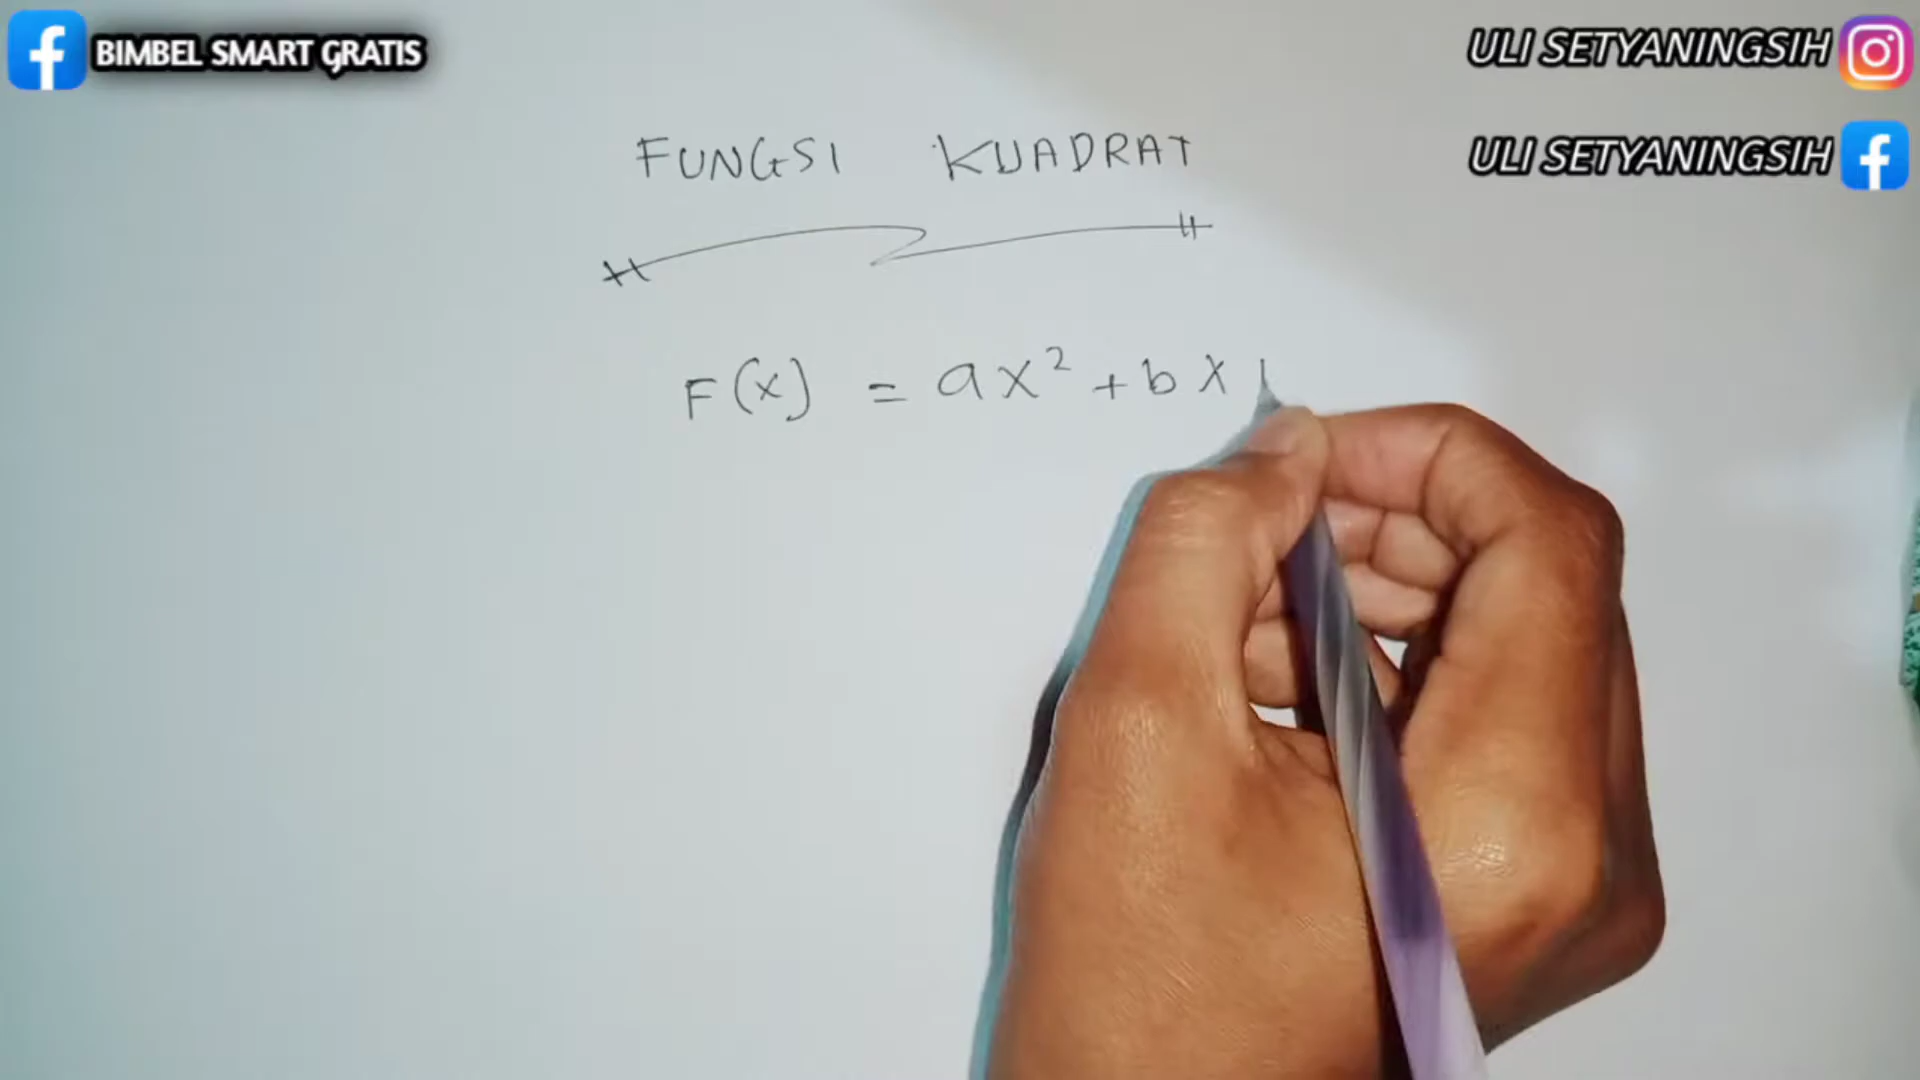 BIMBEL SMART GRATIS
ULI SETYANINGSIH
ULI SETYANINGSIH
FUNGSI KUADRAT
F(x) = ax² + bx